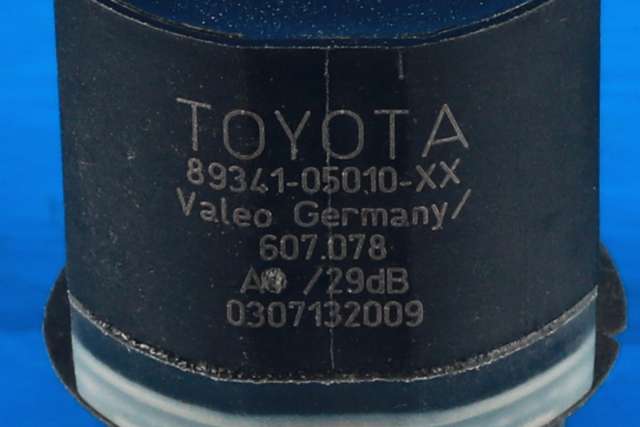 TOYOTA
89341-05010-XX
Valeo Germany/
607.078
/29dB
0307132009